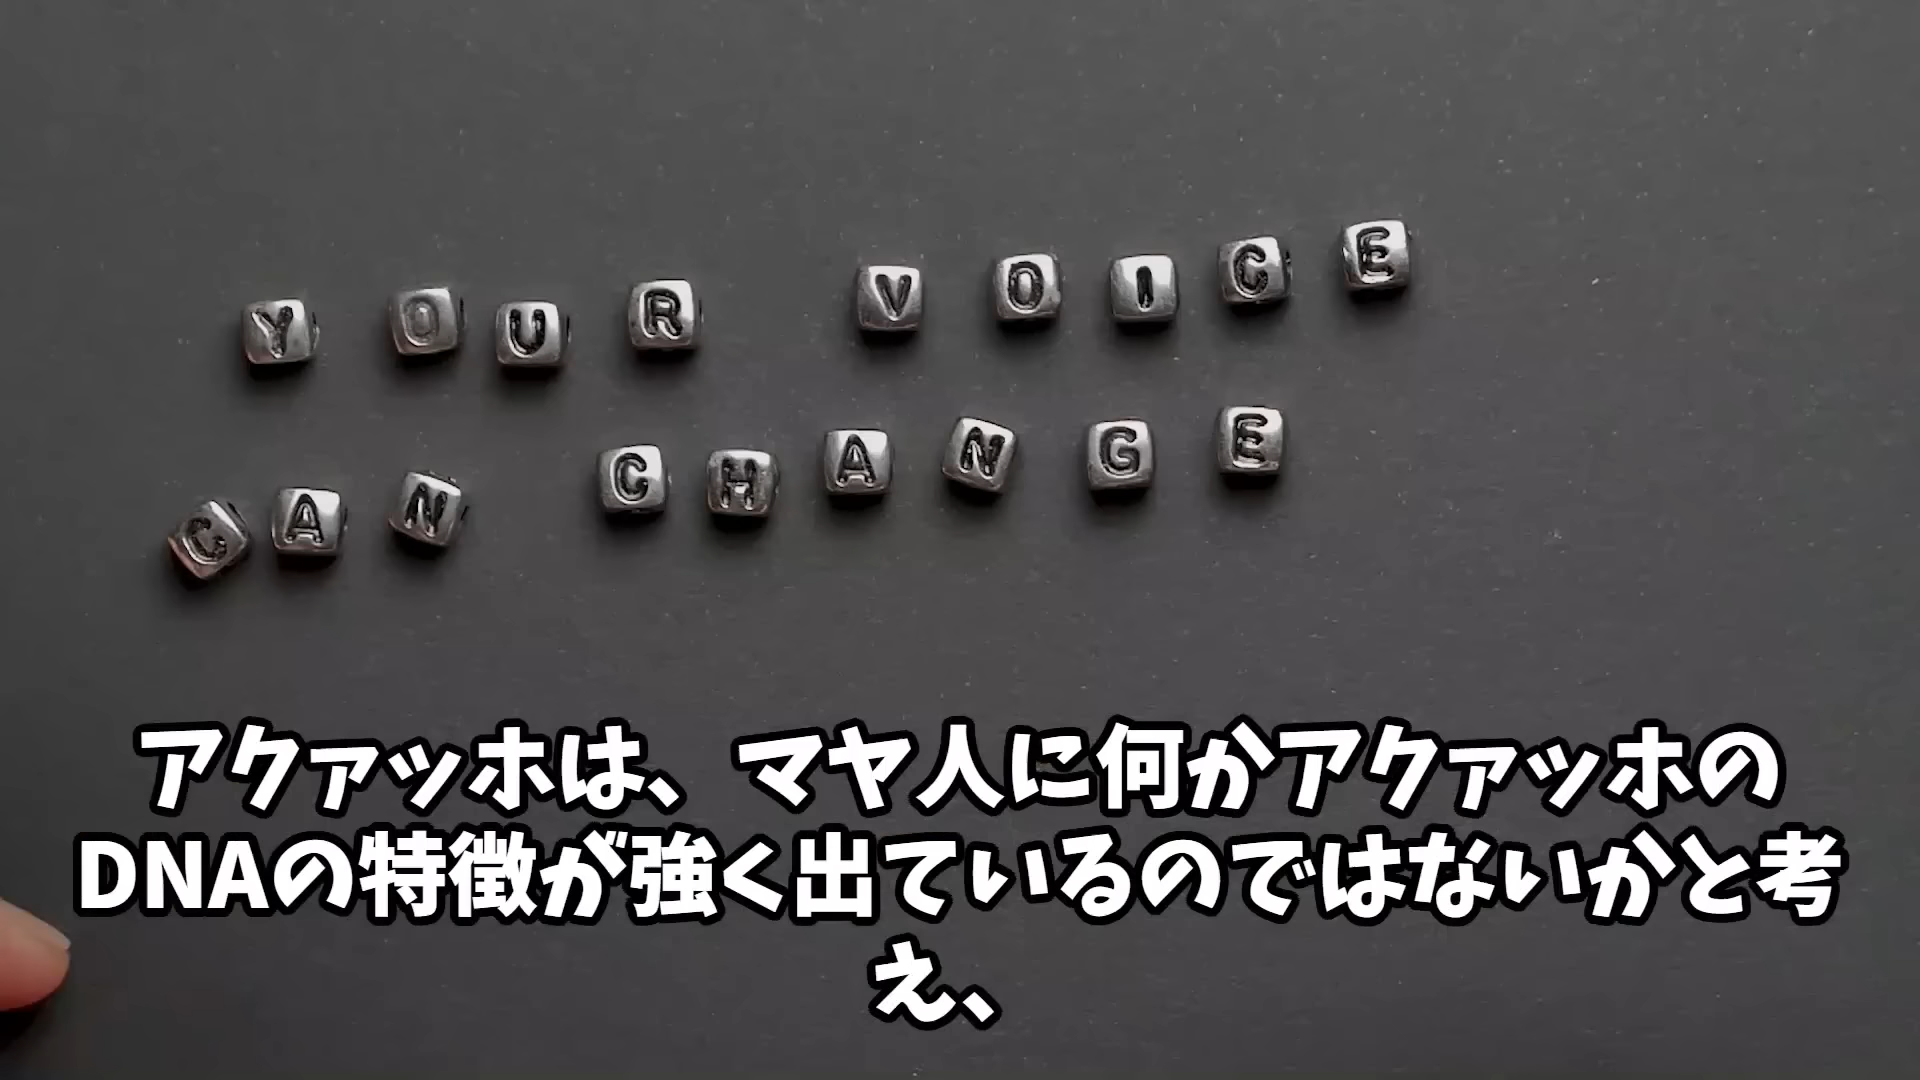 YOUR VOICE
CAN CHANGE
アクァッホは、マヤ人に何かアクァッホの
DNAの特徴が強く出ているのではないかと考
え、